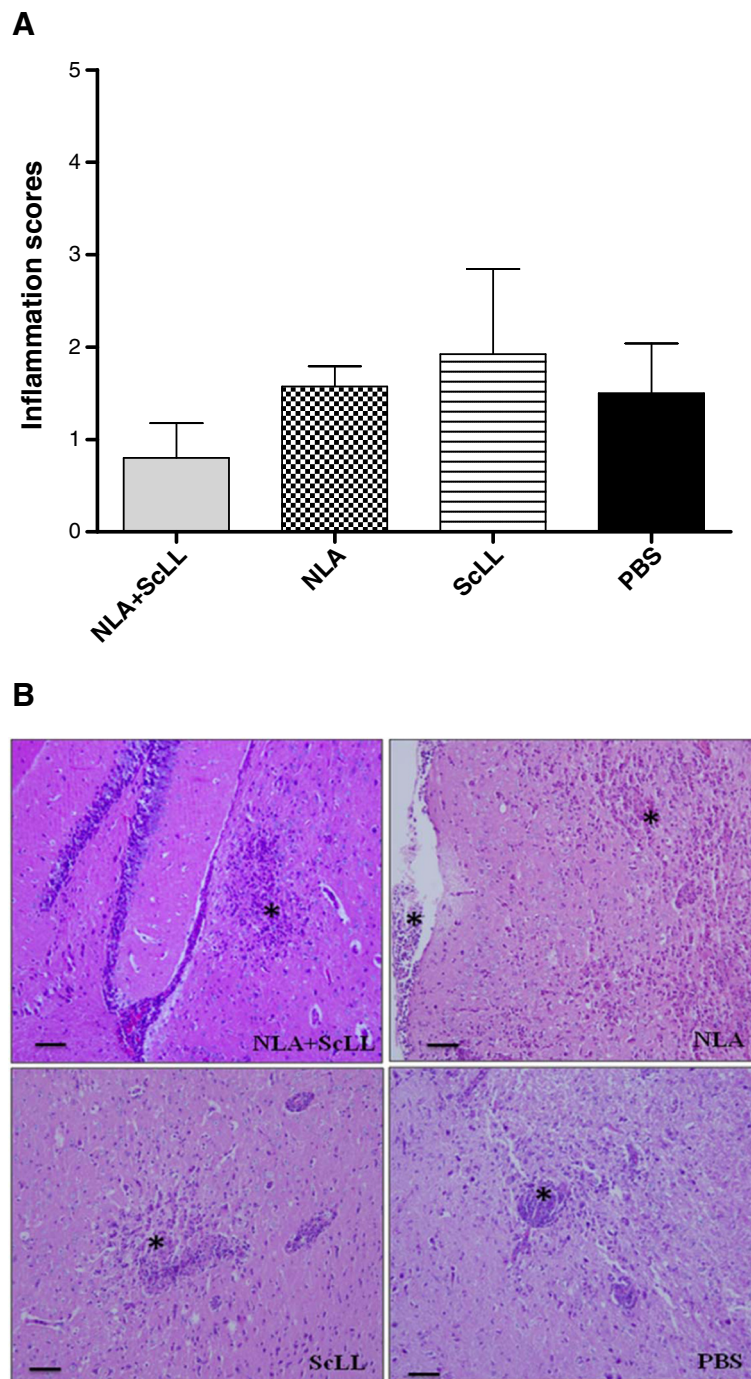 A
5
4
3
2
1
0
Inflammation scores
NLA+ScLL
NLA
ScLL
PBS
B
*
*
*
NLA+ScLL
NLA
*
*
ScLL
PBS